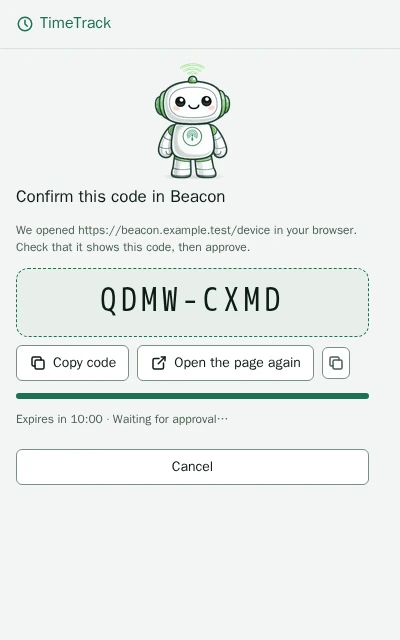 TimeTrack
Confirm this code in Beacon
We opened https://beacon.example.test/device in your browser.
Check that it shows this code, then approve.
QDMW-CXMD
Copy code
Open the page again
Expires in 10:00 · Waiting for approval···
Cancel